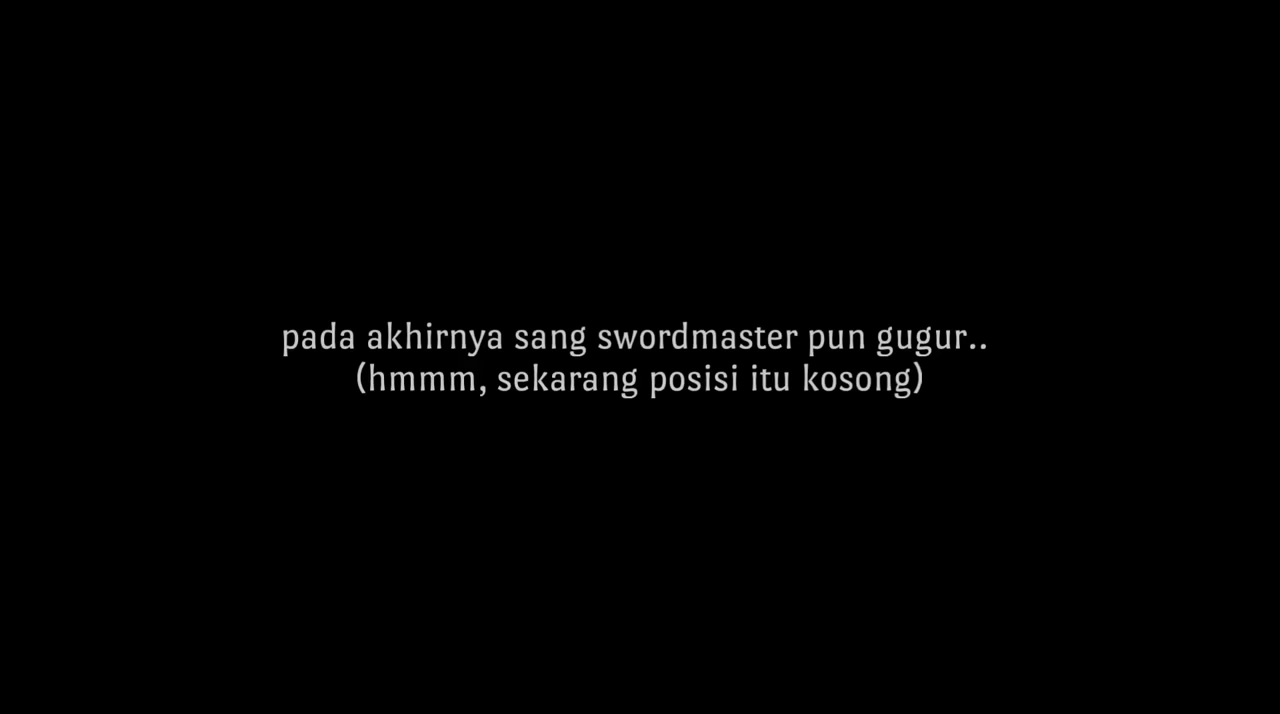 pada akhirnya sang swordmaster pun gugur..
(hmmm, sekarang posisi itu kosong)